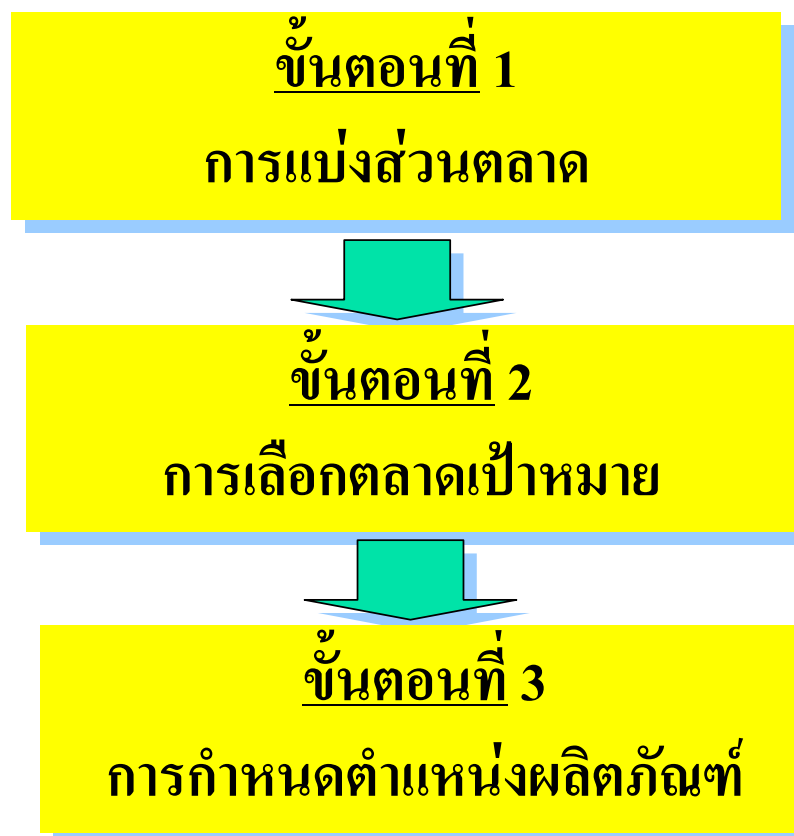 ขั้นตอนที่ 1
การแบ่งส่วนตลาด
ขั้นตอนที่ 2
การเลือกตลาดเป้าหมาย
ขั้นตอนที่ 3
การกำหนดตำแหน่งผลิตภัณฑ์